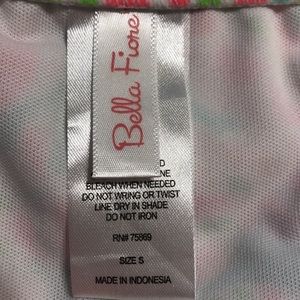 Bella Fiore
BLEACH WHEN NEEDED
DO NOT WRING OR TWIST
LINE DRY IN SHADE
DO NOT IRON
RN# 75869
SIZE S
MADE IN INDONESIA